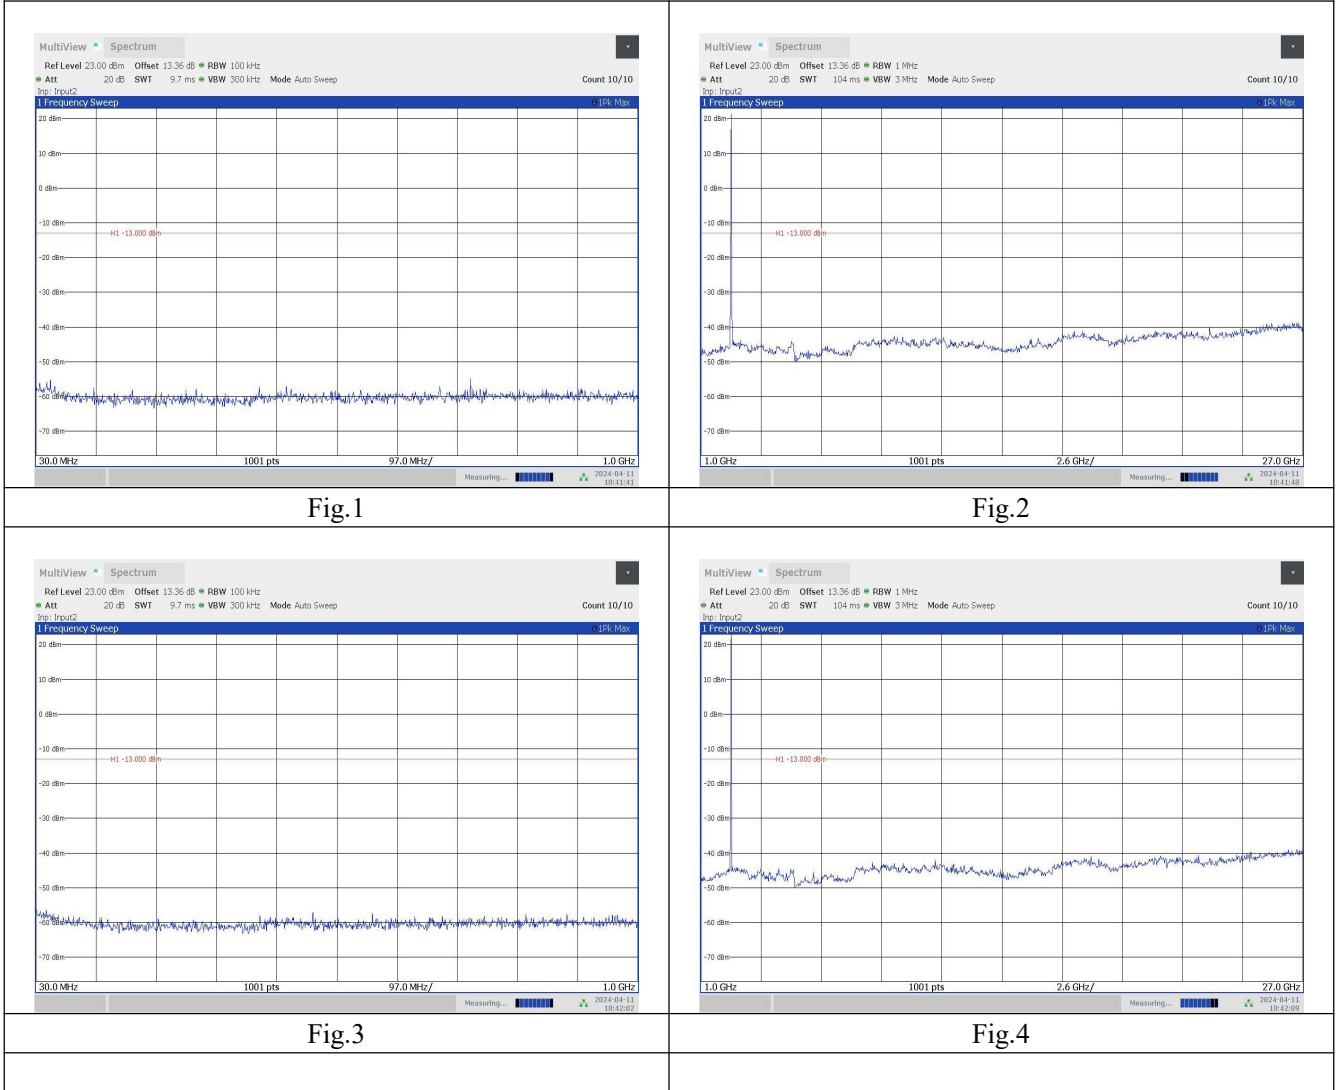 MultiView Spectrum
Ref Level 23.00 dBm Offset 13.36 dB RBW 100 kHz
Att 20 dB SWT 9.7 ms VBW 300 kHz Mode Auto Sweep Count 10/10
Inp: Input2
1 Frequency Sweep 1Pk Max
20 dBm
10 dBm
0 dBm
-10 dBm
H1 -13.000 dBm
-20 dBm
-30 dBm
-40 dBm
-50 dBm
-60 dBm
-70 dBm
30.0 MHz 1001 pts 97.0 MHz/ 1.0 GHz
Measuring... 2024-04-11
10:41:41
Fig.1
MultiView Spectrum
Ref Level 23.00 dBm Offset 13.36 dB RBW 1 MHz
Att 20 dB SWT 104 ms VBW 3 MHz Mode Auto Sweep Count 10/10
Inp: Input2
1 Frequency Sweep 1Pk Max
20 dBm
10 dBm
0 dBm
-10 dBm
H1 -13.000 dBm
-20 dBm
-30 dBm
-40 dBm
-50 dBm
-60 dBm
-70 dBm
1.0 GHz 1001 pts 2.6 GHz/ 27.0 GHz
Measuring... 2024-04-11
10:41:48
Fig.2
MultiView Spectrum
Ref Level 23.00 dBm Offset 13.36 dB RBW 100 kHz
Att 20 dB SWT 9.7 ms VBW 300 kHz Mode Auto Sweep Count 10/10
Inp: Input2
1 Frequency Sweep 1Pk Max
20 dBm
10 dBm
0 dBm
-10 dBm
H1 -13.000 dBm
-20 dBm
-30 dBm
-40 dBm
-50 dBm
-60 dBm
-70 dBm
30.0 MHz 1001 pts 97.0 MHz/ 1.0 GHz
Measuring... 2024-04-11
10:42:02
Fig.3
MultiView Spectrum
Ref Level 23.00 dBm Offset 13.36 dB RBW 1 MHz
Att 20 dB SWT 104 ms VBW 3 MHz Mode Auto Sweep Count 10/10
Inp: Input2
1 Frequency Sweep 1Pk Max
20 dBm
10 dBm
0 dBm
-10 dBm
H1 -13.000 dBm
-20 dBm
-30 dBm
-40 dBm
-50 dBm
-60 dBm
-70 dBm
1.0 GHz 1001 pts 2.6 GHz/ 27.0 GHz
Measuring... 2024-04-11
10:42:09
Fig.4